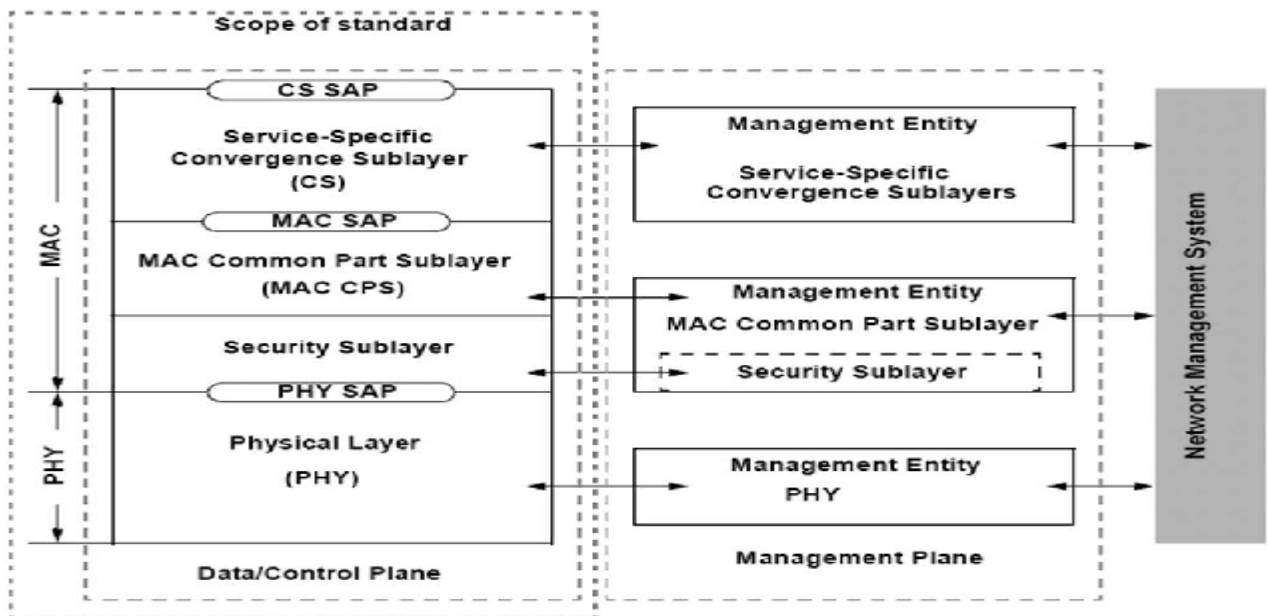 Scope of standard
CS SAP
Service-Specific
Convergence Sublayer
(CS)
MAC SAP
MAC Common Part Sublayer
(MAC CPS)
Security Sublayer
PHY SAP
Physical Layer
(PHY)
Data/Control Plane
MAC
PHY
Management Entity
Service-Specific
Convergence Sublayers
Management Entity
MAC Common Part Sublayer
Security Sublayer
Management Entity
PHY
Management Plane
Network Management System